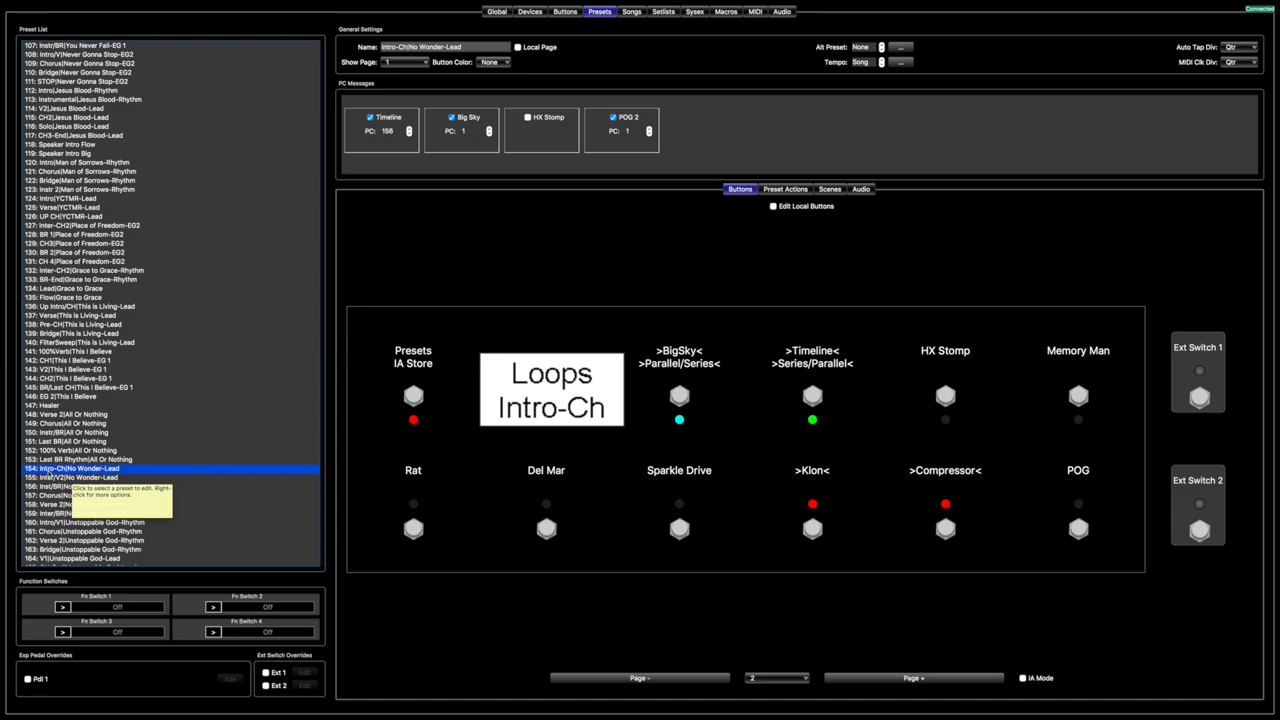 Global Devices Buttons Presets Songs Setlists Sysex Macros MIDI Audio
Connected
Preset List
107: Instr/BR|You Never Fail-EG 1
108: Intro/V|Never Gonna Stop-EG2
109: Chorus|Never Gonna Stop-EG2
110: Bridge|Never Gonna Stop-EG2
111: STOP|Never Gonna Stop-EG2
112: Intro|Jesus Blood-Rhythm
113: Instrumental|Jesus Blood-Rhythm
114: V2|Jesus Blood-Lead
115: CH2|Jesus Blood-Lead
116: Solo|Jesus Blood-Lead
117: CH3-End|Jesus Blood-Lead
118: Speaker Intro Flow
119: Speaker Intro Big
120: Intro|Man of Sorrows-Rhythm
121: Chorus|Man of Sorrows-Rhythm
122: Bridge|Man of Sorrows-Rhythm
123: Instr 2|Man of Sorrows-Rhythm
124: Intro|YCTMR-Lead
125: Verse|YCTMR-Lead
126: UP CH|YCTMR-Lead
127: Inter-CH2|Place of Freedom-EG2
128: BR 1|Place of Freedom-EG2
129: CH3|Place of Freedom-EG2
130: BR 2|Place of Freedom-EG2
131: CH 4|Place of Freedom-EG2
132: Inter-CH2|Grace to Grace-Rhythm
133: BR-End|Grace to Grace-Rhythm
134: Lead|Grace to Grace
135: Flow|Grace to Grace
136: Up Intro/CH|This is Living-Lead
137: Verse|This is Living-Lead
138: Pre-CH|This is Living-Lead
139: Bridge|This is Living-Lead
140: FilterSweep|This is Living-Lead
141: 100%Verb|This I Believe
142: CH1|This I Believe-EG 1
143: V2|This I Believe-EG 1
144: CH2|This I Believe-EG 1
145: BR/Last CH|This I Believe-EG 1
146: EG 2|This I Believe
147: Healer
148: Verse 2|All Or Nothing
149: Chorus|All Or Nothing
150: Instr/BR|All Or Nothing
151: Last BR|All Or Nothing
152: 100% Verb|All Or Nothing
153: Last BR Rhythm|All Or Nothing
154: Intro-Ch|No Wonder-Lead
155: Intst/V2|No Wonder-Lead
156: Inst/BR|No
157: Chorus|No
158: Verse 2|No
159: Inter/BR|No
Click to select a preset to edit. Right-
click for more options.
160: Intro/V1|Unstoppable God-Rhythm
161: Chorus|Unstoppable God-Rhythm
162: Verse 2|Unstoppable God-Rhythm
163: Bridge|Unstoppable God-Rhythm
164: V1|Unstoppable God-Lead
Function Switches
Fn Switch 1 Fn Switch 2
> Off > Off
Fn Switch 3 Fn Switch 4
> Off > Off
Exp Pedal Overrides Ext Switch Overrides
Pdl 1 Edit
Ext 1 Edit
Ext 2 Edit
General Settings
Name: Intro-Ch|No Wonder-Lead Local Page Alt Preset: None ... Auto Tap Div: Qtr
Show Page: 1 Button Color: None Tempo: Song ... MIDI Clk Div: Qtr
PC Messages
Timeline Big Sky HX Stomp POG 2
PC: 156 PC: 1 PC: 1
Buttons Preset Actions Scenes Audio
Edit Local Buttons
Presets
IA Store
Loops
Intro-Ch
>BigSky<
>Parallel/Series<
>Timeline<
>Series/Parallel<
HX Stomp
Memory Man
Ext Switch 1
Rat Del Mar Sparkle Drive >Klon< >Compressor< POG
Ext Switch 2
Page - 2 Page + IA Mode